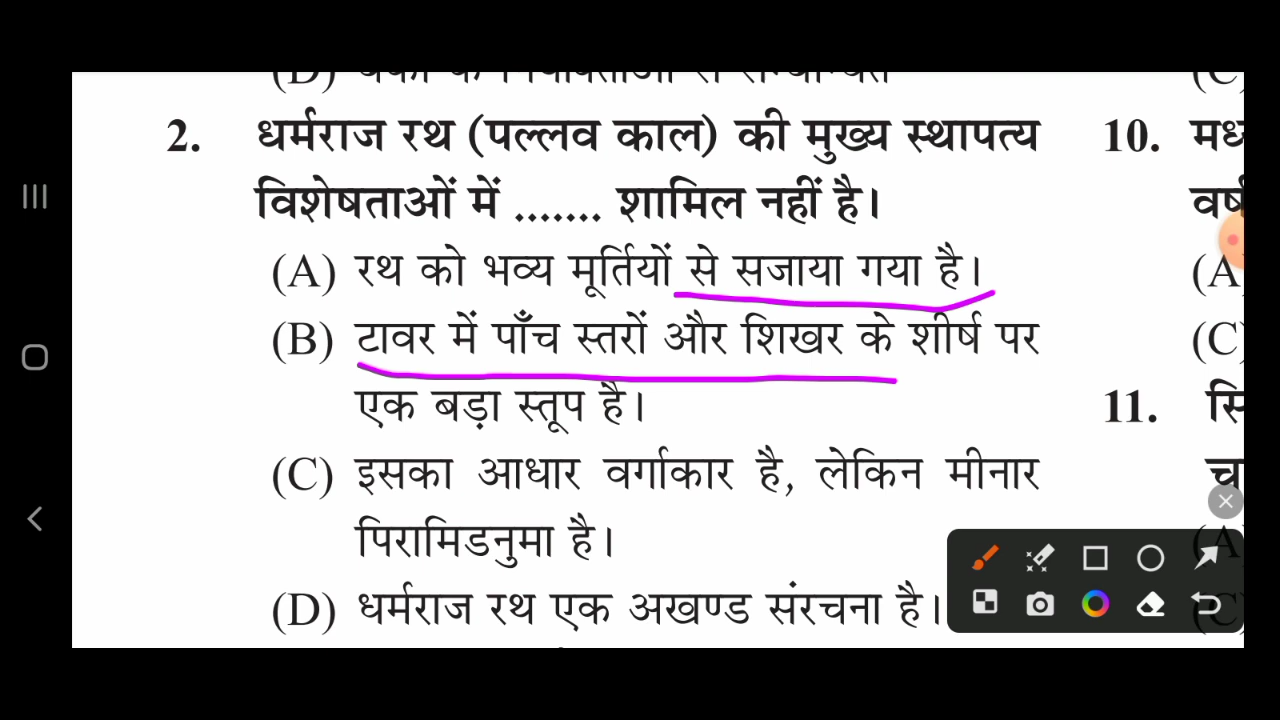 2. धर्मराज रथ (पल्लव काल) की मुख्य स्थापत्य
विशेषताओं में ....... शामिल नहीं है।
(A) रथ को भव्य मूर्तियों से सजाया गया है।
(B) टावर में पाँच स्तरों और शिखर के शीर्ष पर
एक बड़ा स्तूप है।
(C) इसका आधार वर्गाकार है, लेकिन मीनार
पिरामिडनुमा है।
(D) धर्मराज रथ एक अखण्ड संरचना है।
10.
(A
(C)
11.